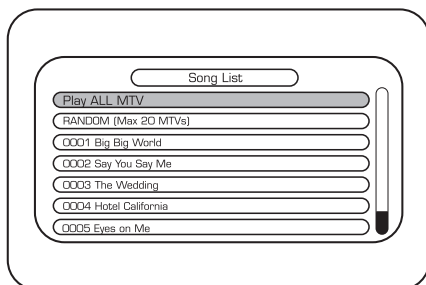 Song List
Play ALL MTV
RANDOM (Max 20 MTVs)
0001 Big Big World
0002 Say You Say Me
0003 The Wedding
0004 Hotel California
0005 Eyes on Me